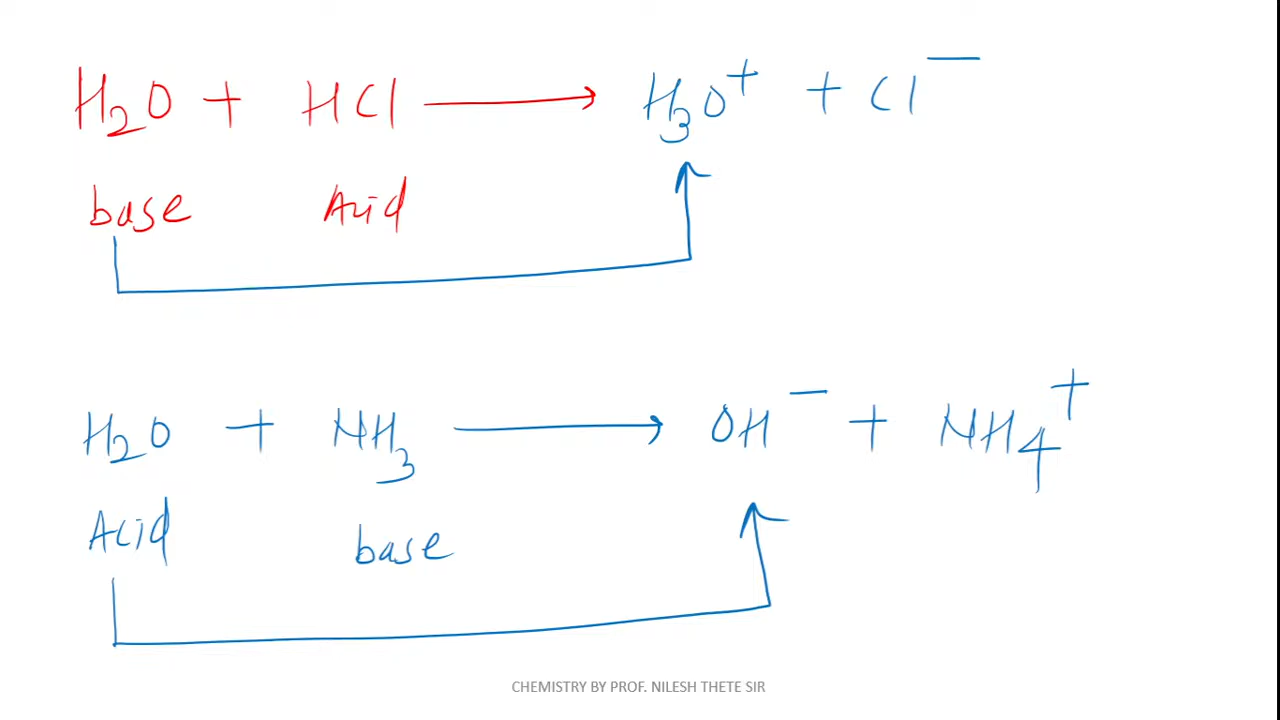 H₂O + HCl → H₃O⁺ + Cl⁻
base Acid
H₂O + NH₃ → OH⁻ + NH₄⁺
Acid base
CHEMISTRY BY PROF. NILESH THETE SIR